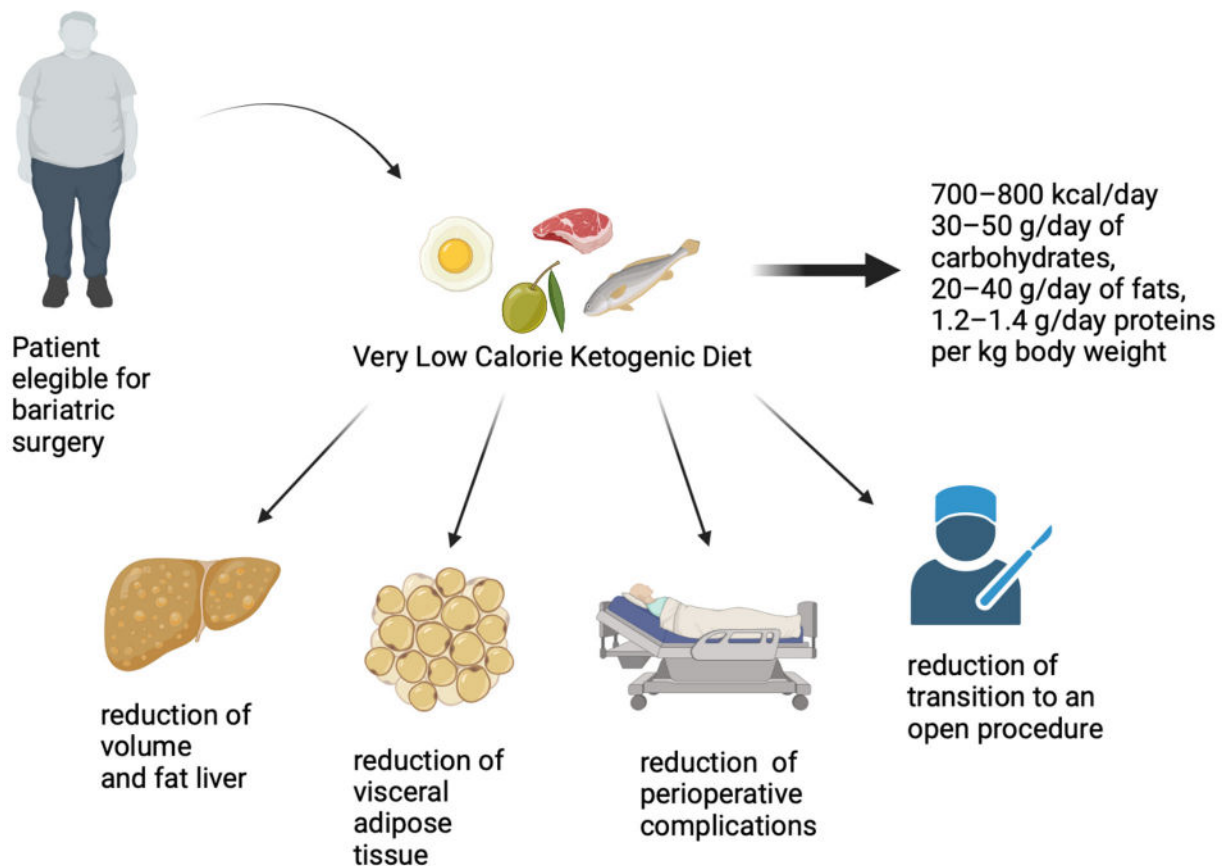 Patient
elegible for
bariatric
surgery
Very Low Calorie Ketogenic Diet
700–800 kcal/day
30–50 g/day of
carbohydrates,
20–40 g/day of fats,
1.2–1.4 g/day proteins
per kg body weight
reduction of
volume
and fat liver
reduction of
visceral
adipose
tissue
reduction of
perioperative
complications
reduction of
transition to an
open procedure